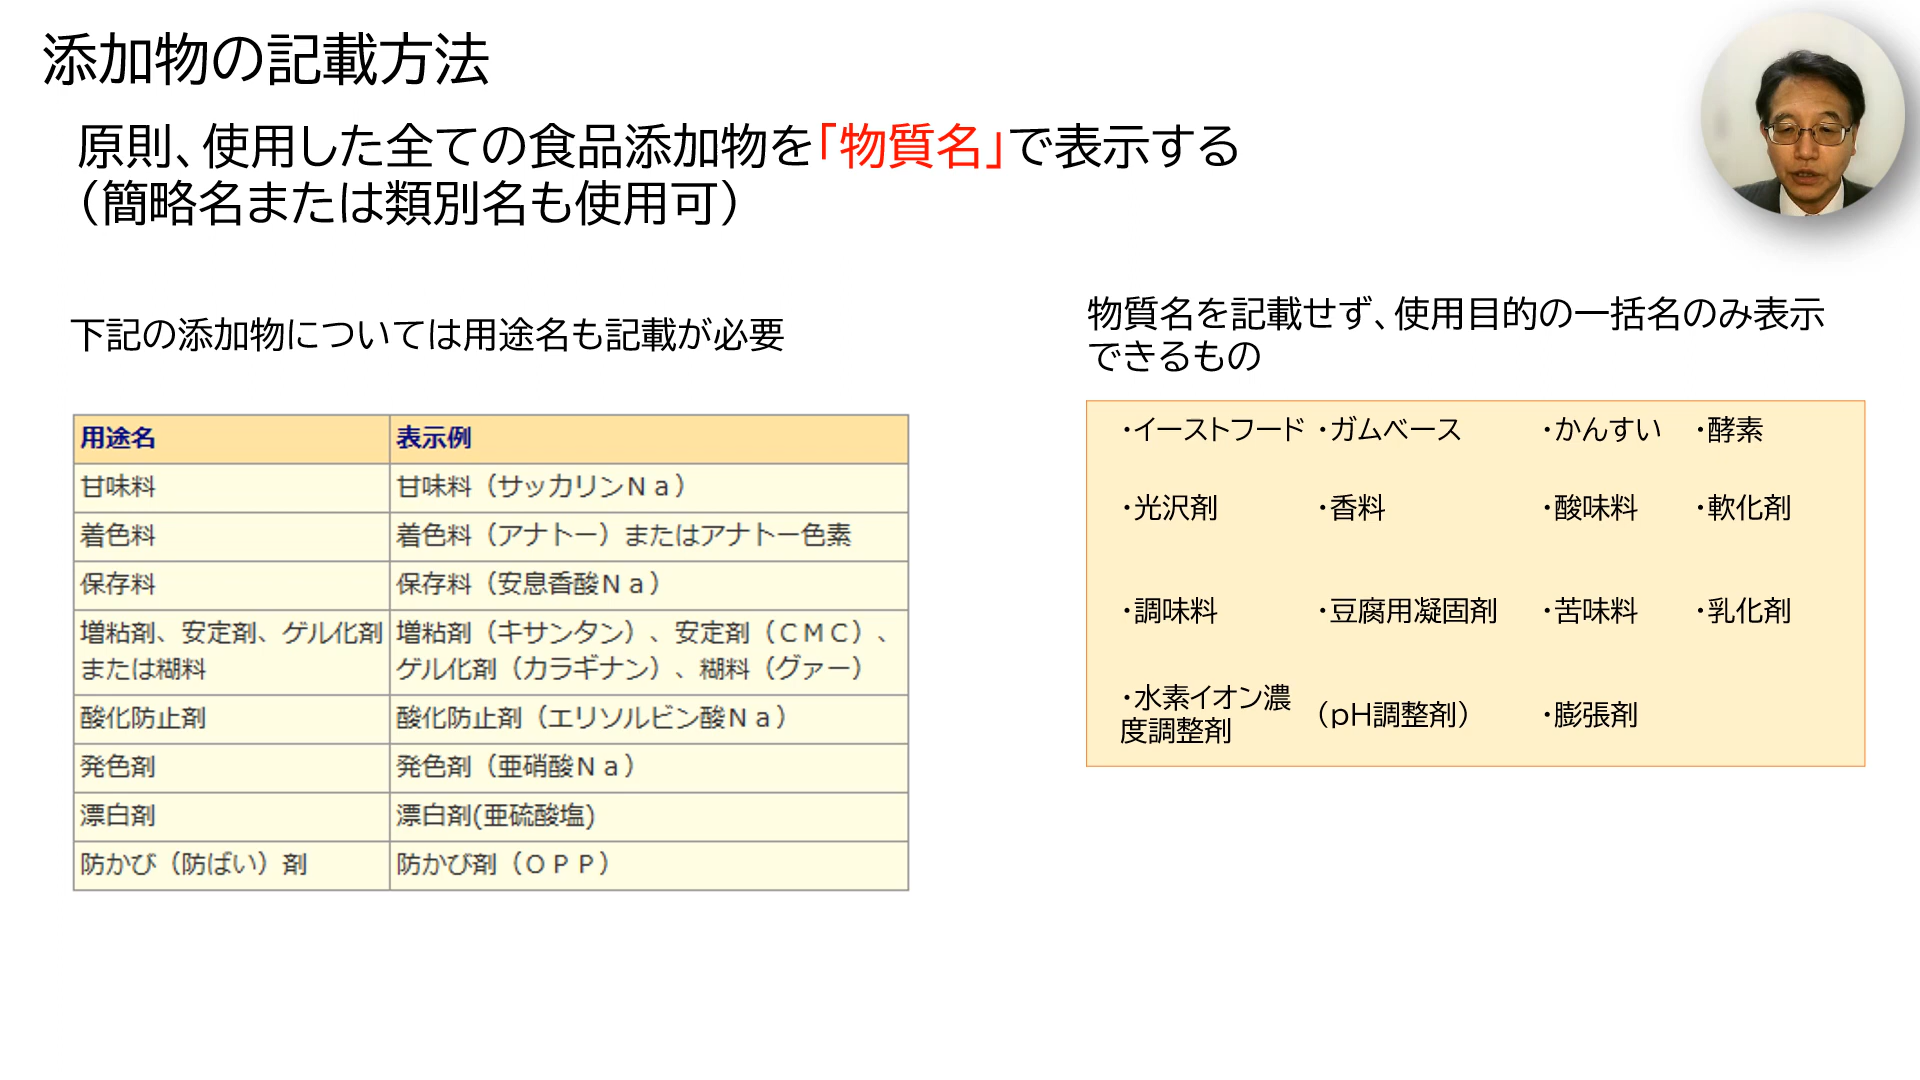 添加物の記載方法
原則、使用した全ての食品添加物を「物質名」で表示する
（簡略名または類別名も使用可）
下記の添加物については用途名も記載が必要
用途名 表示例
甘味料 甘味料（サッカリンＮａ）
着色料 着色料（アナトー）またはアナトー色素
保存料 保存料（安息香酸Ｎａ）
増粘剤、安定剤、ゲル化剤 増粘剤（キサンタン）、安定剤（ＣＭＣ）、
または糊料 ゲル化剤（カラギナン）、糊料（グァー）
酸化防止剤 酸化防止剤（エリソルビン酸Ｎａ）
発色剤 発色剤（亜硝酸Ｎａ）
漂白剤 漂白剤(亜硫酸塩)
防かび（防ばい）剤 防かび剤（ＯＰＰ）
物質名を記載せず、使用目的の一括名のみ表示
できるもの
・イーストフード ・ガムベース ・かんすい ・酵素
・光沢剤 ・香料 ・酸味料 ・軟化剤
・調味料 ・豆腐用凝固剤 ・苦味料 ・乳化剤
・水素イオン濃
度調整剤 （pH調整剤） ・膨張剤